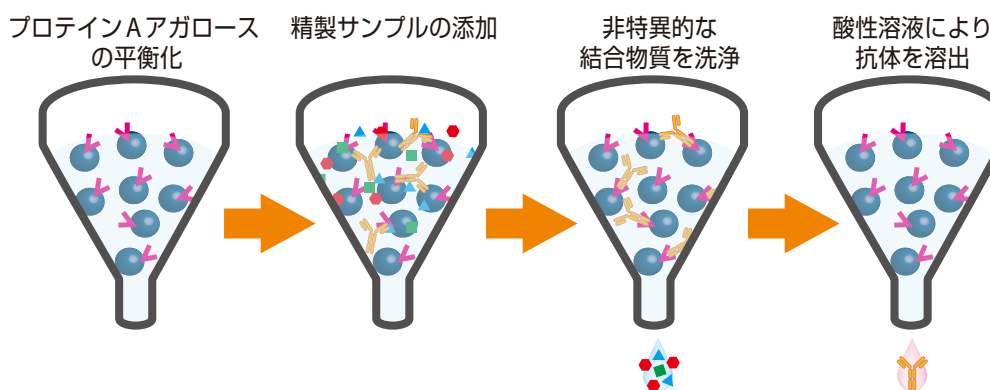 プロテインAアガロース
の平衡化
精製サンプルの添加
非特異的な
結合物質を洗浄
酸性溶液により
抗体を溶出